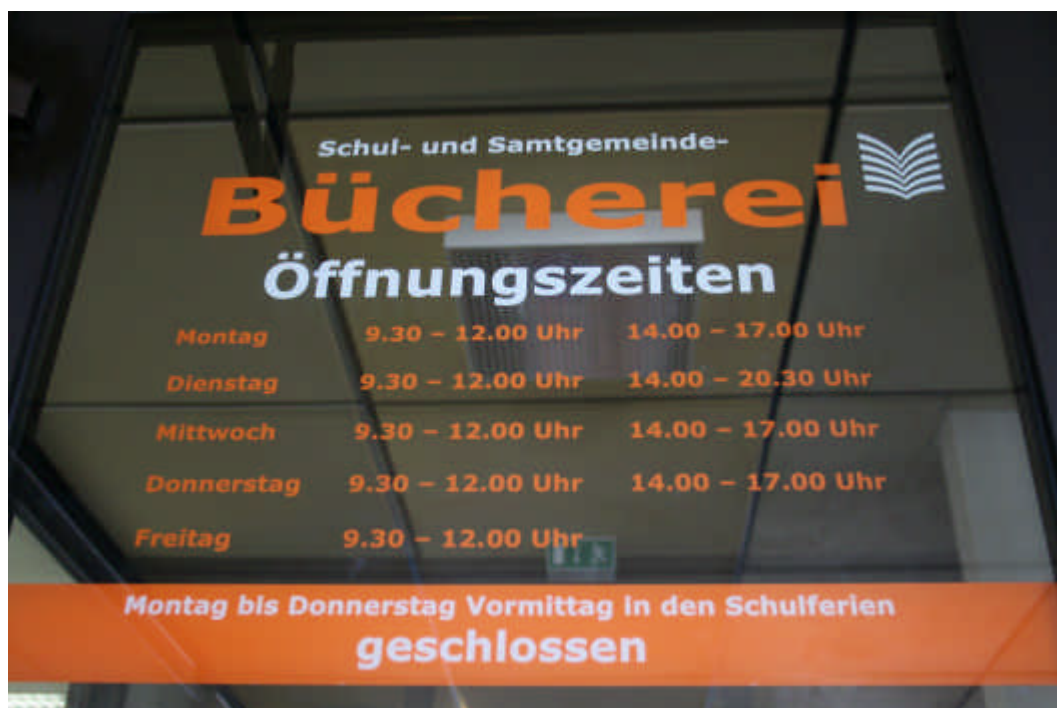 Schul- und Samtgemeinde-
Bücherei
Öffnungszeiten
Montag 9.30 – 12.00 Uhr 14.00 – 17.00 Uhr
Dienstag 9.30 – 12.00 Uhr 14.00 – 20.30 Uhr
Mittwoch 9.30 – 12.00 Uhr 14.00 – 17.00 Uhr
Donnerstag 9.30 – 12.00 Uhr 14.00 – 17.00 Uhr
Freitag 9.30 – 12.00 Uhr
Montag bis Donnerstag Vormittag in den Schulferien
geschlossen